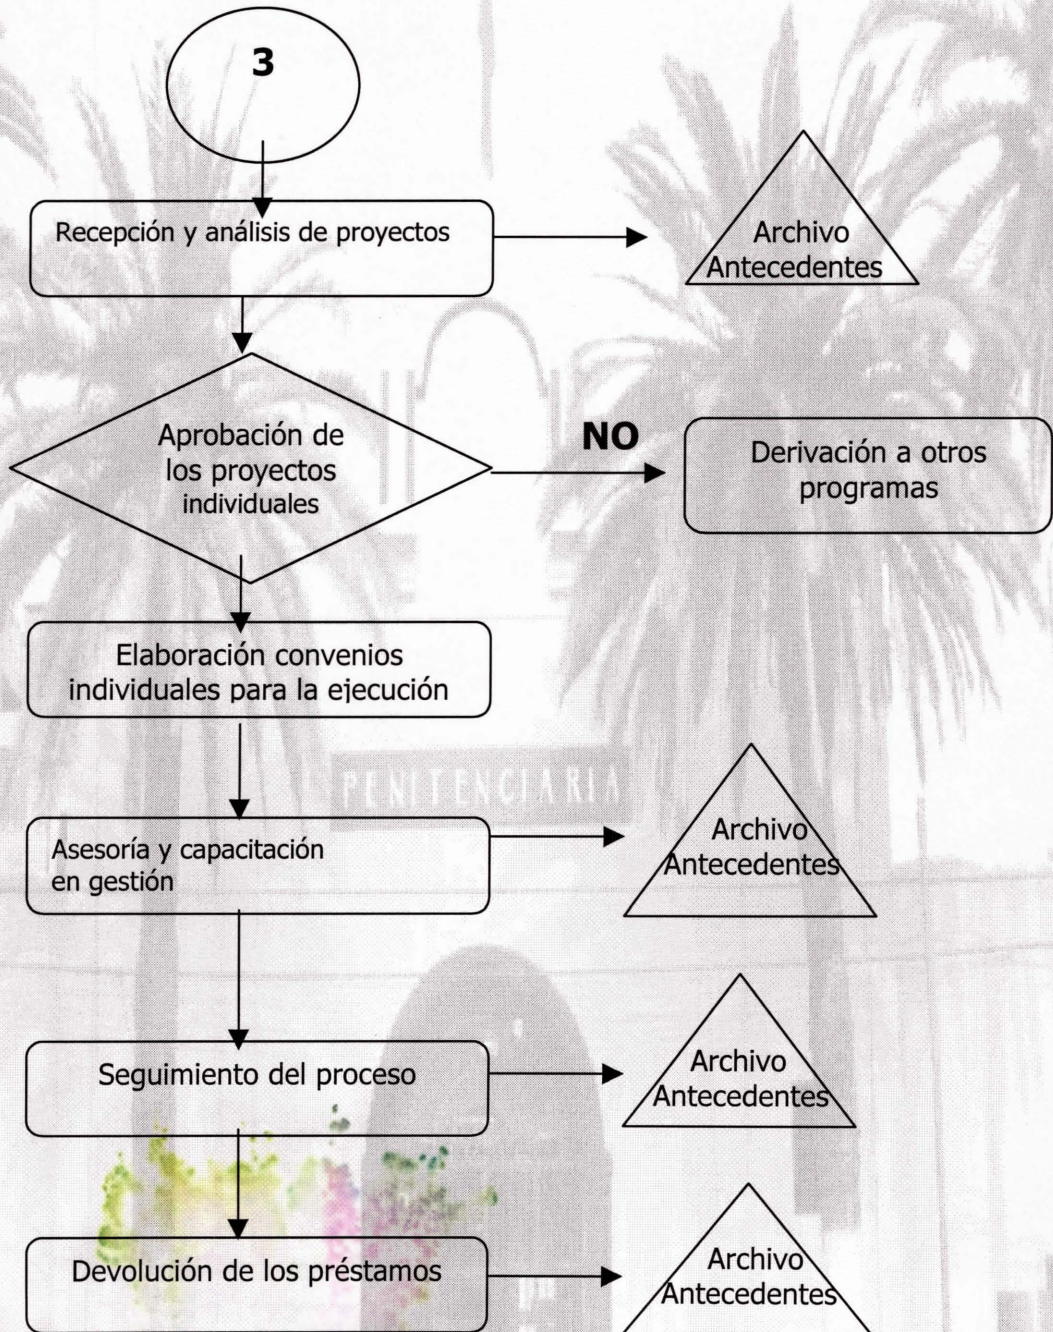 3
Recepción y análisis de proyectos
Archivo
Antecedentes
Aprobación de
los proyectos
individuales
NO
Derivación a otros
programas
Elaboración convenios
individuales para la ejecución
PENITENCIARIA
Asesoría y capacitación
en gestión
Archivo
Antecedentes
Seguimiento del proceso
Archivo
Antecedentes
Devolución de los préstamos
Archivo
Antecedentes